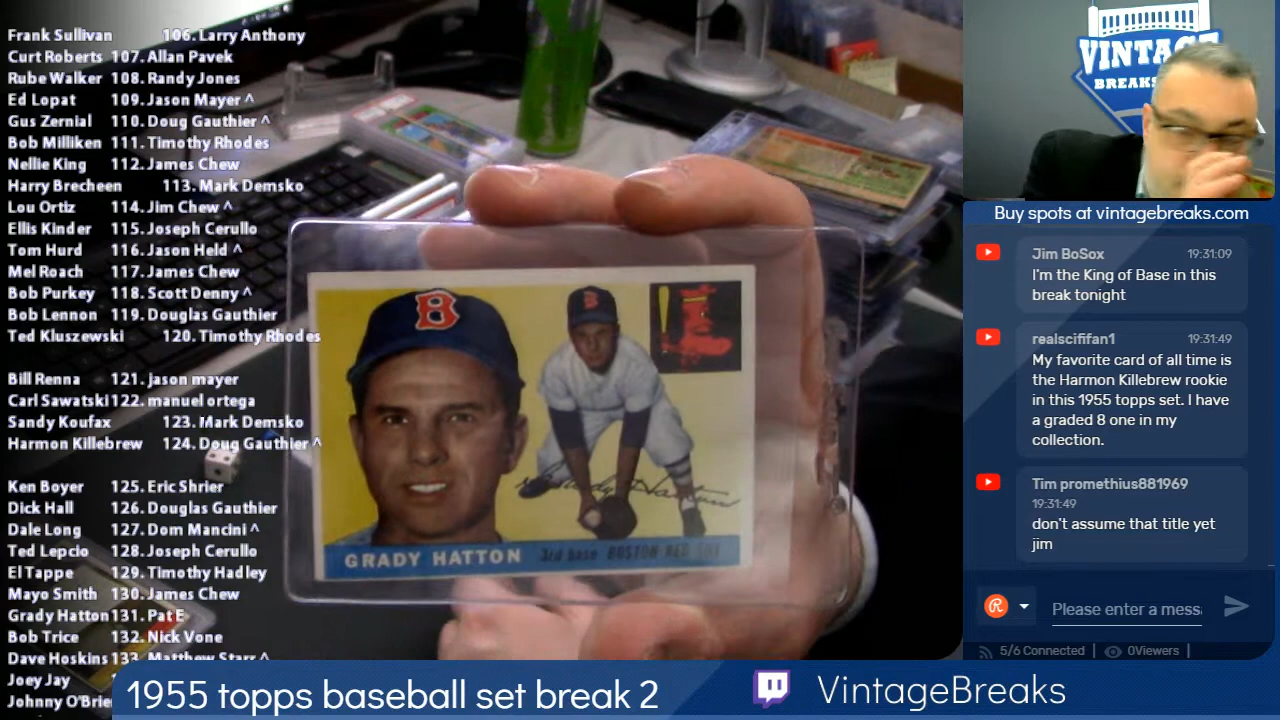 Frank Sullivan 106. Larry Anthony
Curt Roberts 107. Allan Pavek
Rube Walker 108. Randy Jones
Ed Lopat 109. Jason Mayer ^
Gus Zernial 110. Doug Gauthier ^
Bob Milliken 111. Timothy Rhodes
Nellie King 112. James Chew
Harry Brecheen 113. Mark Demsko
Lou Ortiz 114. Jim Chew ^
Ellis Kinder 115. Joseph Cerullo
Tom Hurd 116. Jason Held ^
Mel Roach 117. James Chew
Bob Purkey 118. Scott Denny ^
Bob Lennon 119. Douglas Gauthier
Ted Kluszewski 120. Timothy Rhodes
Bill Renna 121. jason mayer
Carl Sawatski 122. manuel ortega
Sandy Koufax 123. Mark Demsko
Harmon Killebrew 124. Doug Gauthier ^
Ken Boyer 125. Eric Shrier
Dick Hall 126. Douglas Gauthier
Dale Long 127. Dom Mancini ^
Ted Lepcio 128. Joseph Cerullo
El Tappe 129. Timothy Hadley
Mayo Smith 130. James Chew
Grady Hatton 131. Pat E
Bob Trice 132. Nick Vone
Dave Hoskins 133. Matthew Starr ^
Joey Jay
Johnny O'Brie
B
B
Grady Hatton
GRADY HATTON 3rd base BOSTON RED SOX
VINTAGE
BREAKS
Buy spots at vintagebreaks.com
Jim BoSox 19:31:09
I'm the King of Base in this
break tonight
realscififan1 19:31:49
My favorite card of all time is
the Harmon Killebrew rookie
in this 1955 topps set. I have
a graded 8 one in my
collection.
Tim promethius881969
19:31:49
don't assume that title yet
jim
Please enter a messa
5/6 Connected | 0Viewers |
1955 topps baseball set break 2
VintageBreaks